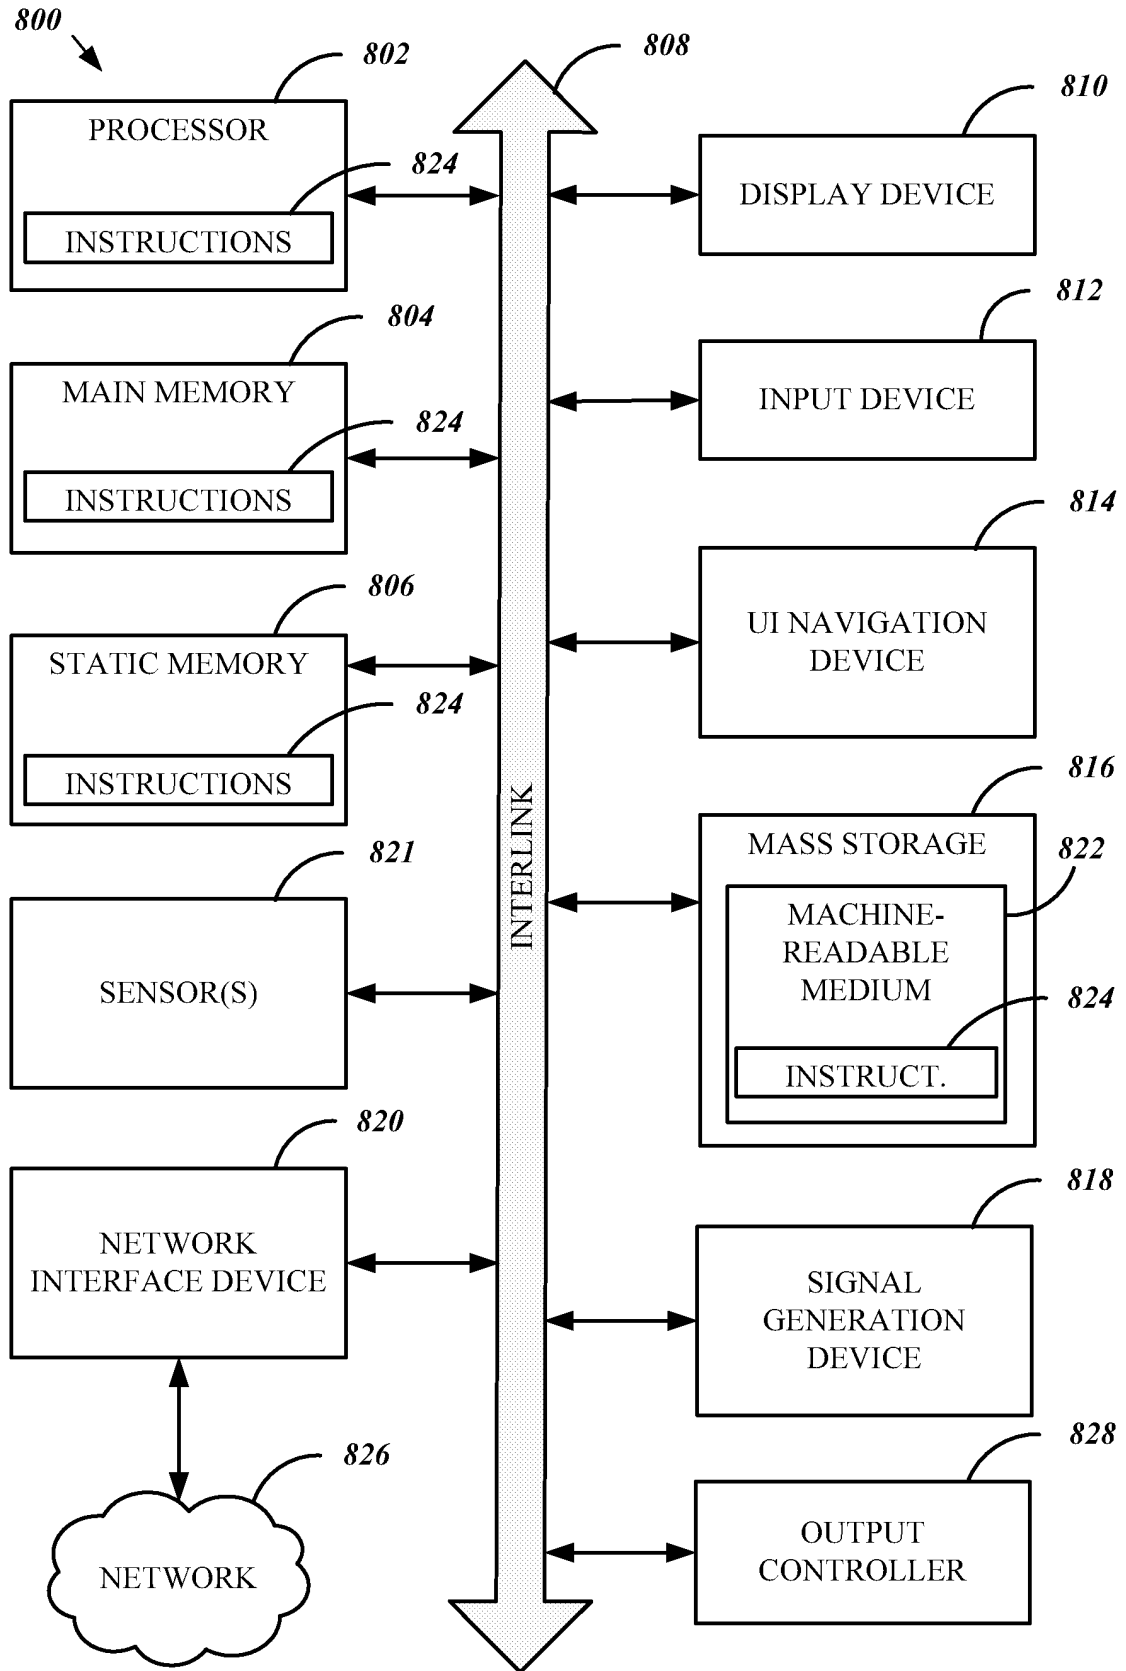 800
802
PROCESSOR
824
INSTRUCTIONS
804
MAIN MEMORY
824
INSTRUCTIONS
806
STATIC MEMORY
824
INSTRUCTIONS
821
SENSOR(S)
820
NETWORK
INTERFACE DEVICE
826
NETWORK
808
INTERLINK
810
DISPLAY DEVICE
812
INPUT DEVICE
814
UI NAVIGATION
DEVICE
816
MASS STORAGE
822
MACHINE-
READABLE
MEDIUM
824
INSTRUCT.
818
SIGNAL
GENERATION
DEVICE
828
OUTPUT
CONTROLLER